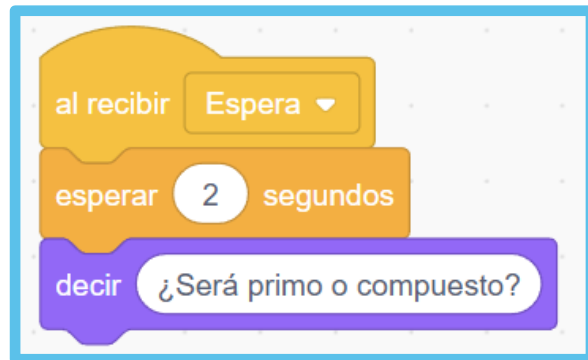 al recibir Espera
esperar 2 segundos
decir ¿Será primo o compuesto?